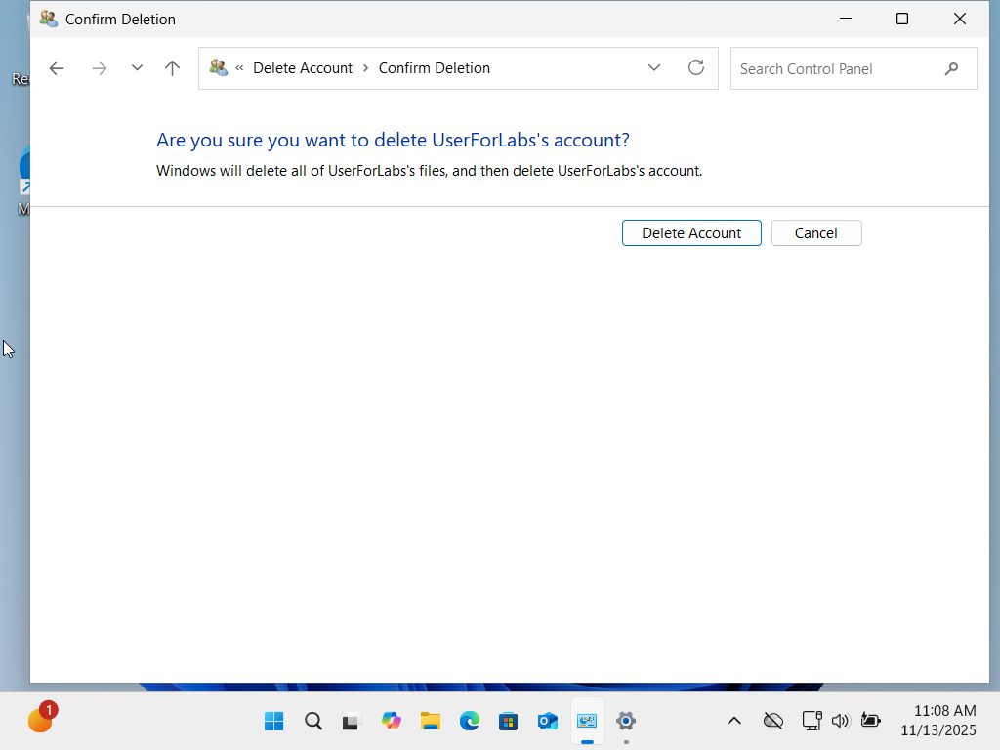 Confirm Deletion
« Delete Account > Confirm Deletion
Search Control Panel
Are you sure you want to delete UserForLabs's account?
Windows will delete all of UserForLabs's files, and then delete UserForLabs's account.
Delete Account
Cancel
1
11:08 AM
11/13/2025